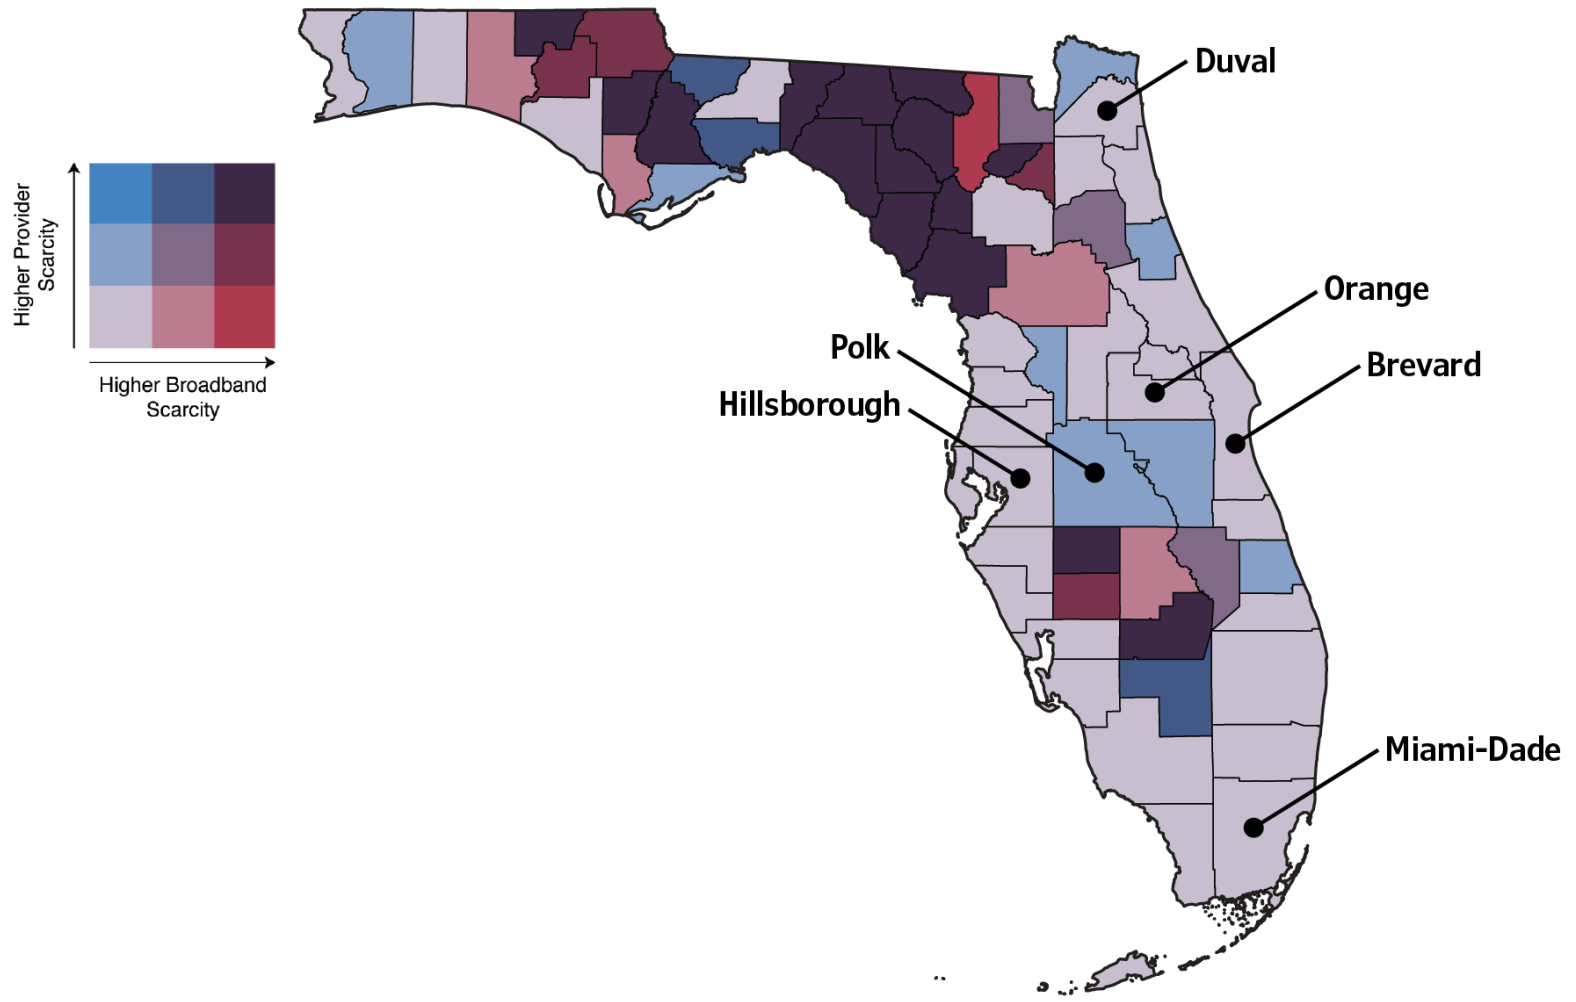 Duval
Orange
Polk
Brevard
Hillsborough
Higher Provider
Scarcity
Higher Broadband
Scarcity
Miami-Dade